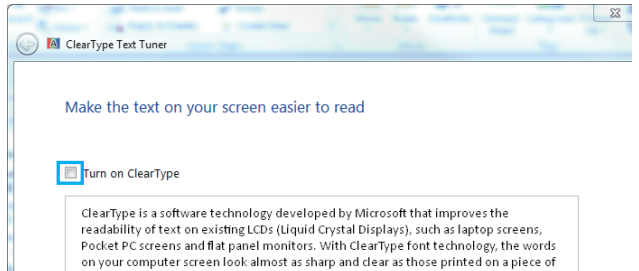 ClearType Text Tuner
Make the text on your screen easier to read
Turn on ClearType
ClearType is a software technology developed by Microsoft that improves the
readability of text on existing LCDs (Liquid Crystal Displays), such as laptop screens,
Pocket PC screens and flat panel monitors. With ClearType font technology, the words
on your computer screen look almost as sharp and clear as those printed on a piece of